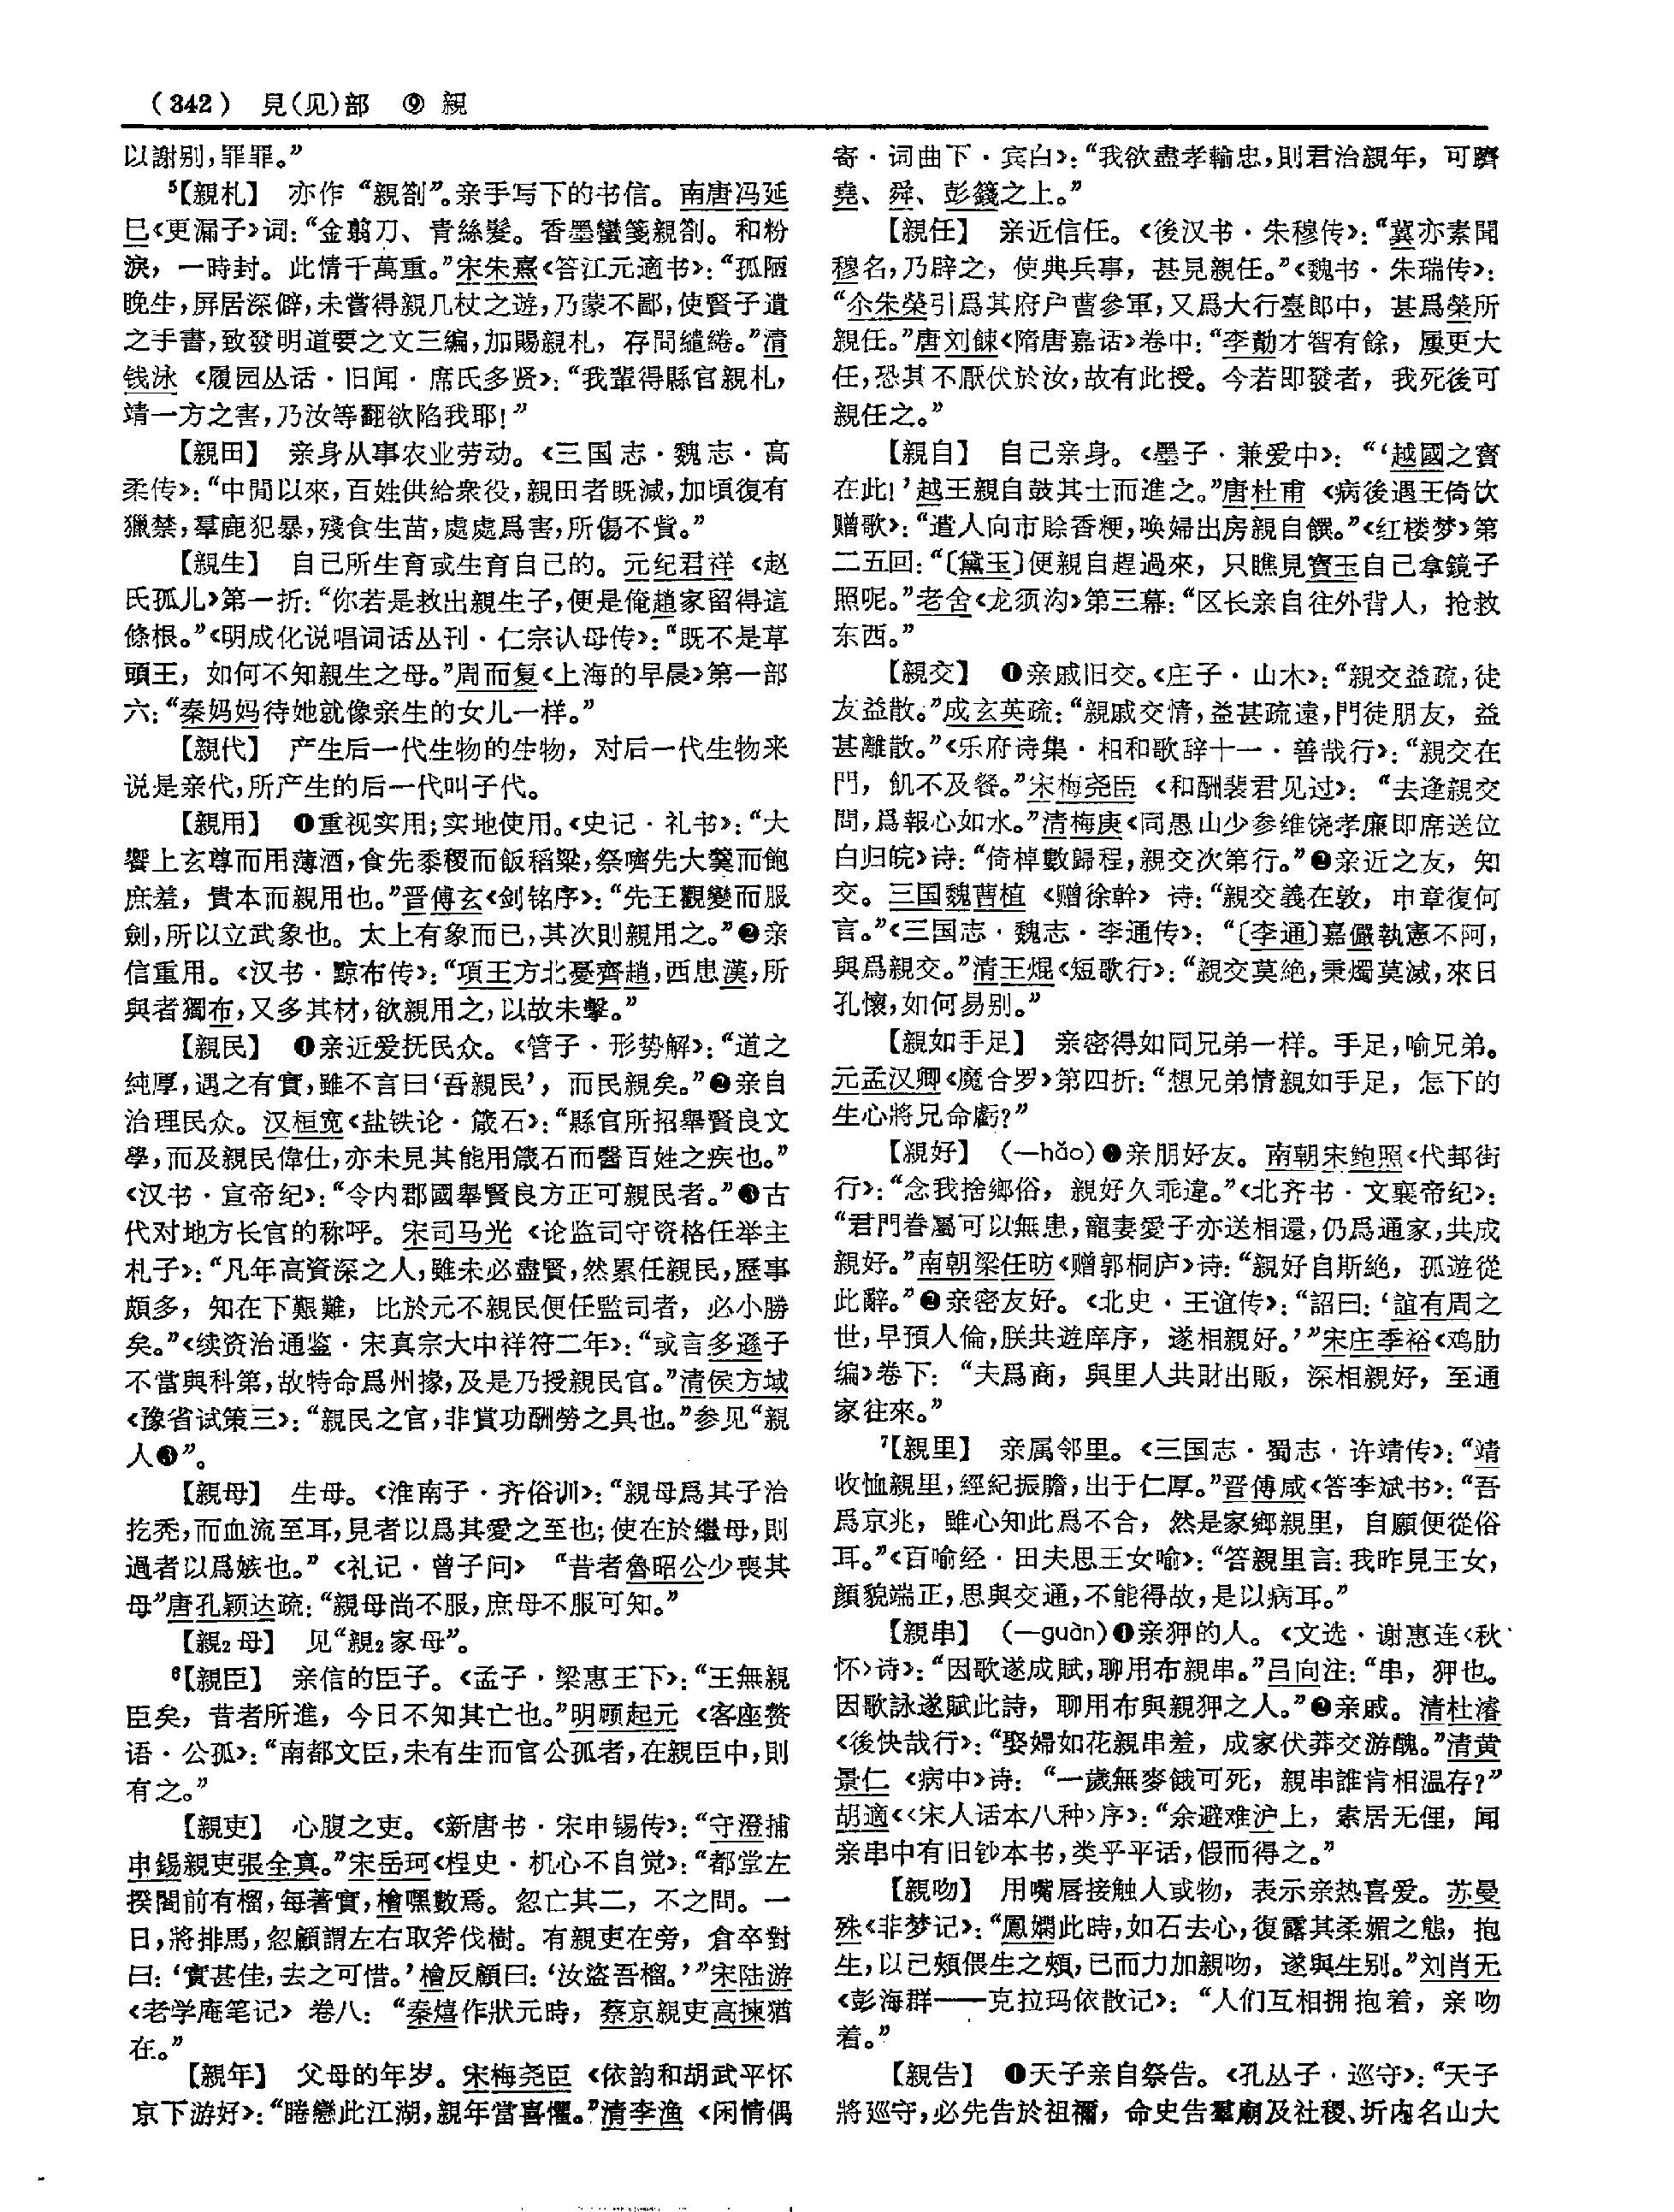 （342） 見(见)部 ⑨ 親
以謝别，罪罪。”
⁵【親札】 亦作“親劄”。亲手写下的书信。南唐冯延
巳《更漏子》词：“金翦刀、青絲髮。香墨蠻箋親劄。和粉
淚，一時封。此情千萬重。”宋朱熹《答江元適书》：“孤陋
晚生，屏居深僻，未嘗得親几杖之遊，乃蒙不鄙，使賢子遺
之手書，致發明道要之文三編，加賜親札，存問繾綣。”清
钱泳《履园丛话·旧闻·席氏多贤》：“我輩得縣官親札，
靖一方之害，乃汝等翻欲陷我耶！”
【親田】 亲身从事农业劳动。《三国志·魏志·高
柔传》：“中閒以來，百姓供給衆役，親田者既減，加頃復有
獵禁，羣鹿犯暴，殘食生苗，處處爲害，所傷不貲。”
【親生】 自己所生育或生育自己的。元纪君祥《赵
氏孤儿》第一折：“你若是救出親生子，便是俺趙家留得這
條根。”《明成化说唱词话丛刊·仁宗认母传》：“既不是草
頭王，如何不知親生之母。”周而复《上海的早晨》第一部
六：“秦妈妈待她就像亲生的女儿一样。”
【親代】 产生后一代生物的生物，对后一代生物来
说是亲代，所产生的后一代叫子代。
【親用】 ❶重视实用；实地使用。《史记·礼书》：“大
饗上玄尊而用薄酒，食先黍稷而飯稻粱，祭嚌先大羹而飽
庶羞，貴本而親用也。”晋傅玄《剑铭序》：“先王觀變而服
劍，所以立武象也。太上有象而已，其次則親用之。”❷亲
信重用。《汉书·黥布传》：“項王方北憂齊趙，西患漢，所
與者獨布，又多其材，欲親用之，以故未擊。”
【親民】 ❶亲近爱抚民众。《管子·形势解》：“道之
純厚，遇之有實，雖不言曰‘吾親民’，而民親矣。”❷亲自
治理民众。汉桓宽《盐铁论·箴石》：“縣官所招舉賢良文
學，而及親民偉仕，亦未見其能用箴石而醫百姓之疾也。”
《汉书·宣帝纪》：“令内郡國舉賢良方正可親民者。”❸古
代对地方长官的称呼。宋司马光《论监司守资格任举主
札子》：“凡年高資深之人，雖未必盡賢，然累任親民，歷事
頗多，知在下艱難，比於元不親民便任監司者，必小勝
矣。”《续资治通鉴·宋真宗大中祥符二年》：“或言多遜子
不當與科第，故特命爲州掾，及是乃授親民官。”清侯方域
《豫省试策三》：“親民之官，非賞功酬勞之具也。”参见“親
人❸”。
【親母】 生母。《淮南子·齐俗训》：“親母爲其子治
扢秃，而血流至耳，見者以爲其愛之至也；使在於繼母，則
過者以爲嫉也。”《礼记·曾子问》“昔者魯昭公少喪其
母”唐孔颖达疏：“親母尚不服，庶母不服可知。”
【親₂母】 见“親₂家母”。
⁶【親臣】 亲信的臣子。《孟子·梁惠王下》：“王無親
臣矣，昔者所進，今日不知其亡也。”明顾起元《客座赘
语·公孤》：“南都文臣，未有生而官公孤者，在親臣中，則
有之。”
【親吏】 心腹之吏。《新唐书·宋申锡传》：“守澄捕
申錫親吏張全真。”宋岳珂《桯史·机心不自觉》：“都堂左
揆閤前有榴，每著實，檜嘿數焉。忽亡其二，不之問。一
日，將排馬，忽顧謂左右取斧伐樹。有親吏在旁，倉卒對
曰：‘實甚佳，去之可惜。’檜反顧曰：‘汝盜吾榴。’”宋陆游
《老学庵笔记》卷八：“秦熺作狀元時，蔡京親吏高揀猶
在。”
【親年】 父母的年岁。宋梅尧臣《依韵和胡武平怀
京下游好》：“睠戀此江湖，親年當喜懼。”清李渔《闲情偶
寄·词曲下·宾白》：“我欲盡孝輸忠，則君治親年，可躋
堯、舜、彭籛之上。”
【親任】 亲近信任。《後汉书·朱穆传》：“冀亦素聞
穆名，乃辟之，使典兵事，甚見親任。”《魏书·朱瑞传》：
“尒朱榮引爲其府户曹參軍，又爲大行臺郎中，甚爲榮所
親任。”唐刘餗《隋唐嘉话》卷中：“李勣才智有餘，屢更大
任，恐其不厭伏於汝，故有此授。今若即發者，我死後可
親任之。”
【親自】 自己亲身。《墨子·兼爱中》：“‘越國之寶
在此！’越王親自鼓其士而進之。”唐杜甫《病後遇王倚饮
赠歌》：“遣人向市賒香粳，唤婦出房親自饌。”《红楼梦》第
二五回：“〔黛玉〕便親自趕過來，只瞧見寶玉自己拿鏡子
照呢。”老舍《龙须沟》第三幕：“区长亲自往外背人，抢救
东西。”
【親交】 ❶亲戚旧交。《庄子·山木》：“親交益疏，徒
友益散。”成玄英疏：“親戚交情，益甚疏遠，門徒朋友，益
甚離散。”《乐府诗集·相和歌辞十一·善哉行》：“親交在
門，飢不及餐。”宋梅尧臣《和酬裴君见过》：“去逢親交
問，爲報心如水。”清梅庚《同愚山少参维饶孝廉即席送位
白归皖》诗：“倚棹數歸程，親交次第行。”❷亲近之友，知
交。三国魏曹植《赠徐幹》诗：“親交義在敦，申章復何
言。”《三国志·魏志·李通传》：“〔李通〕嘉儼執憲不阿，
與爲親交。”清王焜《短歌行》：“親交莫絶，秉燭莫滅，來日
孔懷，如何易别。”
【親如手足】 亲密得如同兄弟一样。手足，喻兄弟。
元孟汉卿《魔合罗》第四折：“想兄弟情親如手足，怎下的
生心將兄命虧？”
【親好】 （—hǎo）❶亲朋好友。南朝宋鲍照《代邽街
行》：“念我捨鄉俗，親好久乖違。”《北齐书·文襄帝纪》：
“君門眷屬可以無患，寵妻愛子亦送相還，仍爲通家，共成
親好。”南朝梁任昉《赠郭桐庐》诗：“親好自斯絶，孤遊從
此辭。”❷亲密友好。《北史·王谊传》：“詔曰：‘誼有周之
世，早預人倫，朕共遊庠序，遂相親好。’”宋庄季裕《鸡肋
编》卷下：“夫爲商，與里人共財出販，深相親好，至通
家往來。”
⁷【親里】 亲属邻里。《三国志·蜀志·许靖传》：“靖
收恤親里，經紀振贍，出于仁厚。”晋傅咸《答李斌书》：“吾
爲京兆，雖心知此爲不合，然是家鄉親里，自願便從俗
耳。”《百喻经·田夫思王女喻》：“答親里言：我昨見王女，
顔貌端正，思與交通，不能得故，是以病耳。”
【親串】 （—guàn）❶亲狎的人。《文选·谢惠连〈秋
怀〉诗》：“因歌遂成賦，聊用布親串。”吕向注：“串，狎也。
因歌詠遂賦此詩，聊用布與親狎之人。”❷亲戚。清杜濬
《後快哉行》：“娶婦如花親串羞，成家伏莽交游醜。”清黄
景仁《病中》诗：“一歲無麥餓可死，親串誰肯相溫存？”
胡適《〈宋人话本八种〉序》：“余避难沪上，索居无俚，闻
亲串中有旧钞本书，类乎平话，假而得之。”
【親吻】 用嘴唇接触人或物，表示亲热喜爱。苏曼
殊《非梦记》：“鳳嫻此時，如石去心，復露其柔媚之態，抱
生，以己頰偎生之頰，已而力加親吻，遂與生别。”刘肖无
《彭海群——克拉玛依散记》：“人们互相拥抱着，亲吻
着。”
【親告】 ❶天子亲自祭告。《孔丛子·巡守》：“天子
將巡守，必先告於祖禰，命史告羣廟及社稷、圻内名山大